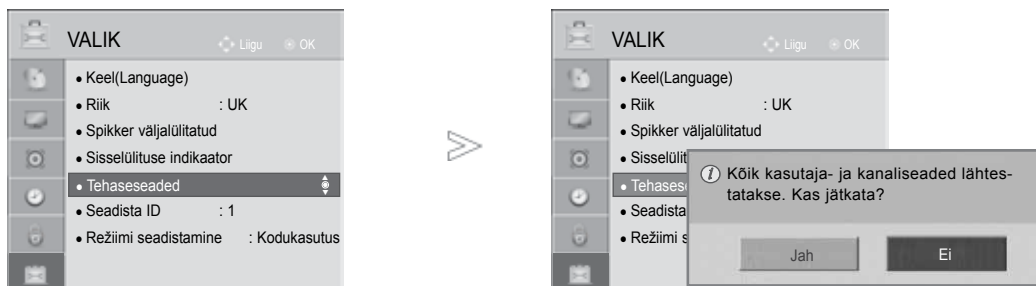 VALIK
Liigu
OK
• Keel(Language)
• Riik : UK
• Spikker väljalülitatud
• Sisselülituse indikaator
• Tehaseseaded
• Seadista ID : 1
• Režiimi seadistamine : Kodukasutus
>>
VALIK
Liigu
OK
• Keel(Language)
• Riik : UK
• Spikker väljalülitatud
• Sisselülit
• Tehases
• Seadista
• Režiimi s
Kõik kasutaja- ja kanaliseaded lähtes-
tatakse. Kas jätkata?
Jah
Ei